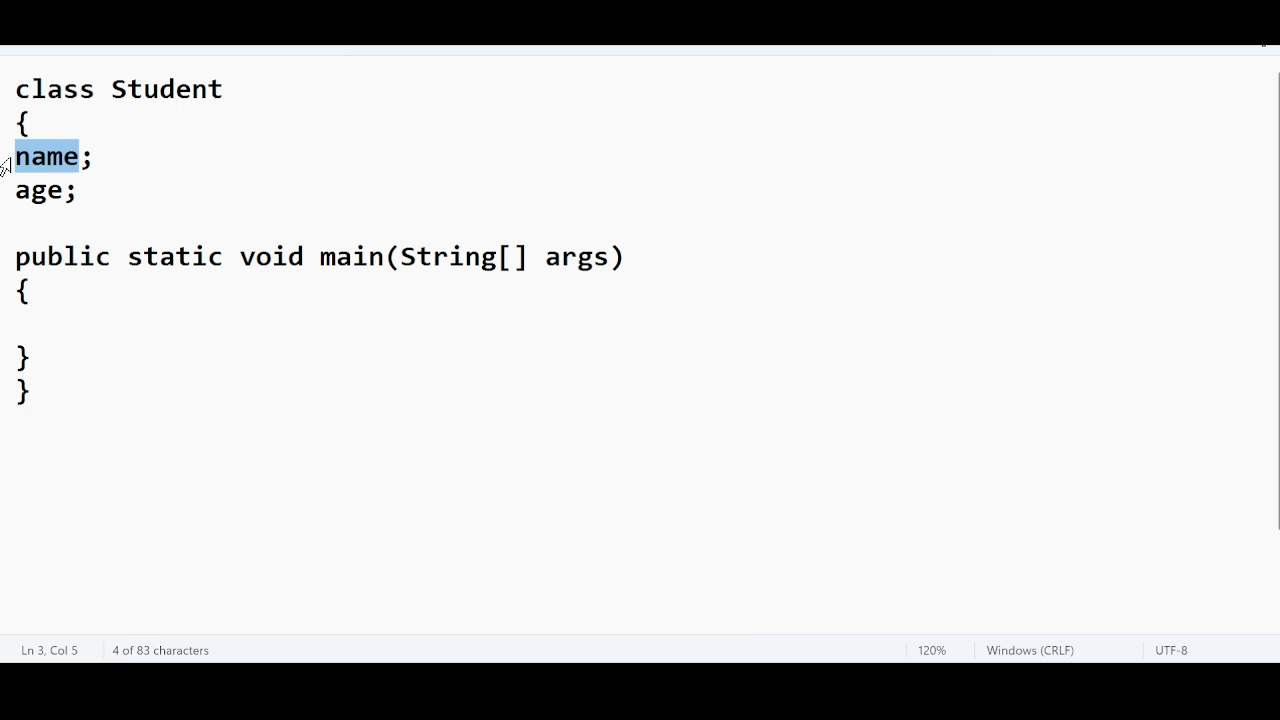 class Student
{
name;
age;
public static void main(String[] args)
{
}
}
Ln 3, Col 5 4 of 83 characters 120% Windows (CRLF) UTF-8